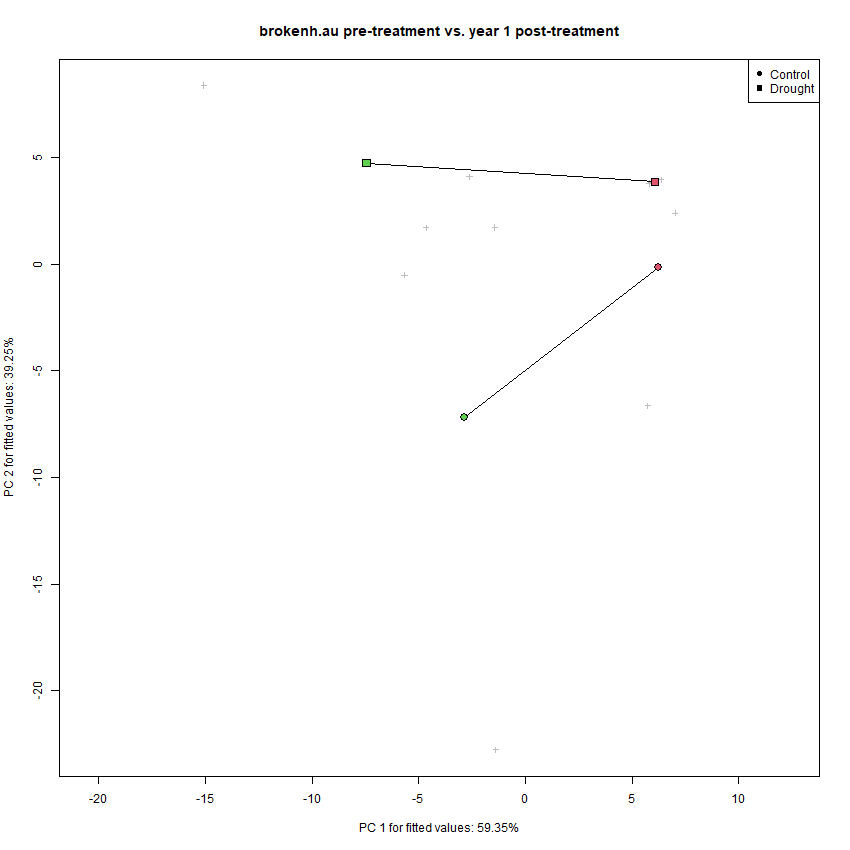 brokenh.au pre-treatment vs. year 1 post-treatment
Control
Drought
5
0
-5
-10
-15
-20
PC 2 for fitted values: 39.25%
-20
-15
-10
-5
0
5
10
PC 1 for fitted values: 59.35%